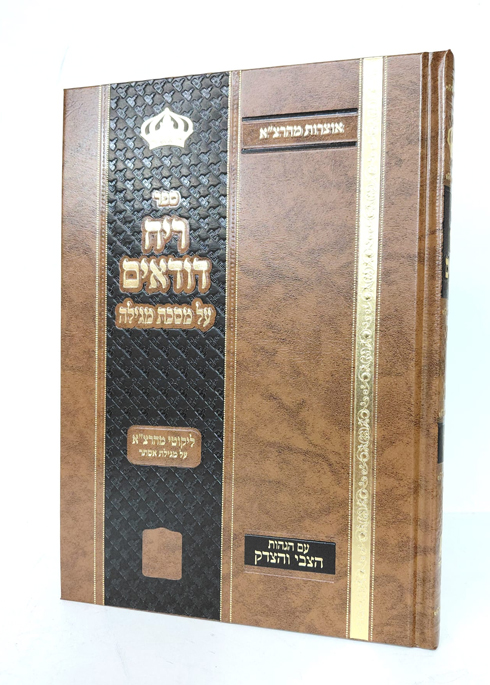 אוצרות מהרצ"א
ספר
ריח
דודאים
על מסכת מגילה
ליקוטי מהרצ"א
על מגילת אסתר
עם הגהות
הצבי והצדק